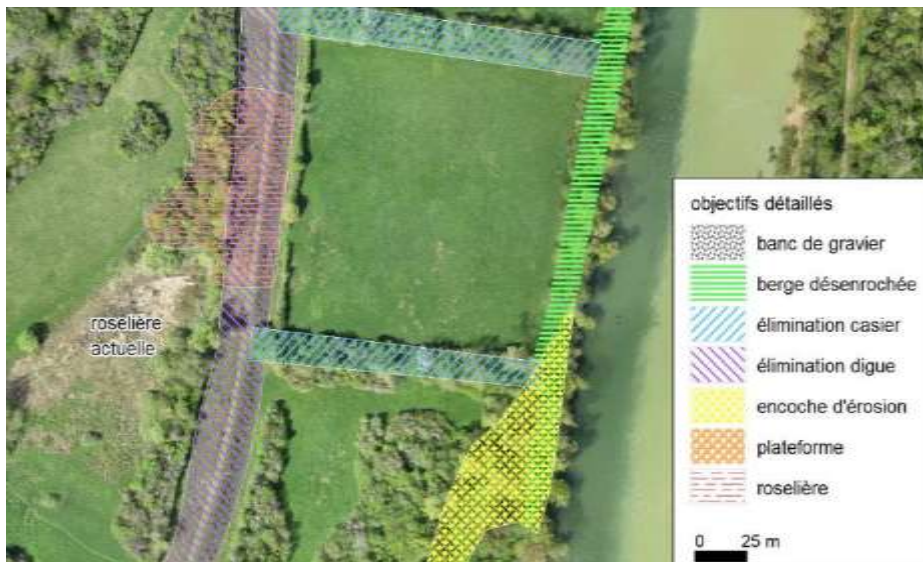 roselière
actuelle
objectifs détaillés
banc de gravier
berge désenrochée
élimination casier
élimination digue
encoche d'érosion
plateforme
roselière
0 25 m